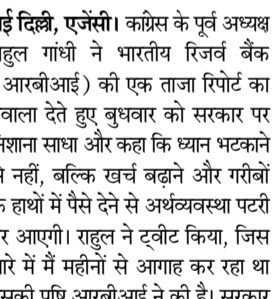 ई दिल्ली, एजेंसी। कांग्रेस के पूर्व अध्यक्ष
हुल गांधी ने भारतीय रिजर्व बैंक
आरबीआई) की एक ताजा रिपोर्ट का
वाला देते हुए बुधवार को सरकार पर
नशाना साधा और कहा कि ध्यान भटकाने
नहीं, बल्कि खर्च बढ़ाने और गरीबों
हाथों में पैसे देने से अर्थव्यवस्था पटरी
र आएगी। राहुल ने ट्वीट किया, जिस
ारे में मैं महीनों से आगाह कर रहा था
सकी पुष्टि आरबीआई ने की है। सरकार